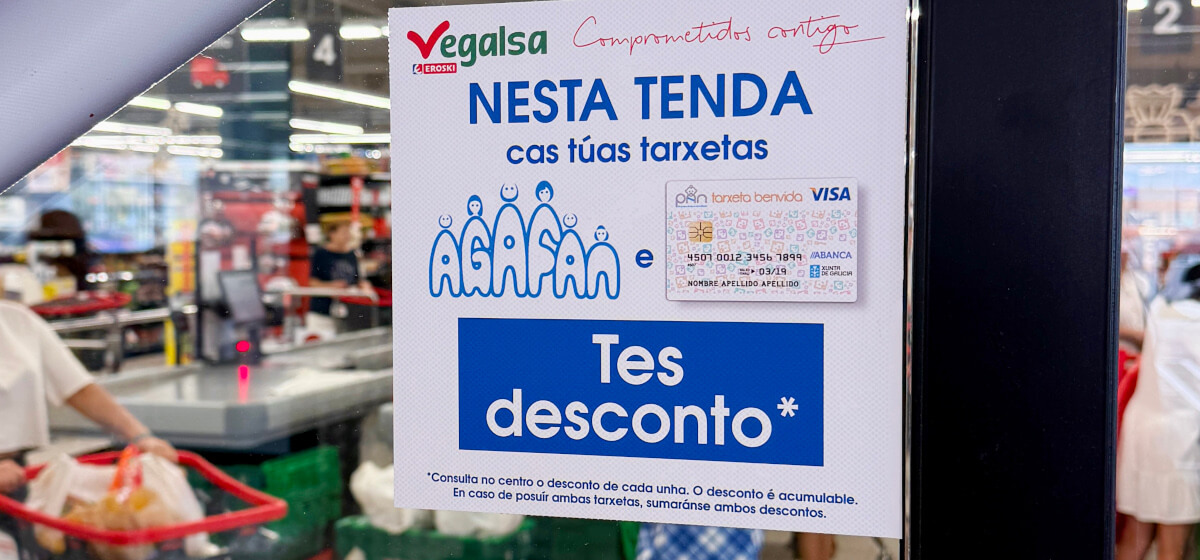 Vegalsa
EROSKI
Comprometidos contigo
NESTA TENDA
cas túas tarxetas
AGAFAN
e
pan tarxeta benvida VISA
4507 0012 3456 7899
ABANCA
03/19
XUNTA
DE GALICIA
NOMBRE APELLIDO APELLIDO
Tes
desconto*
*Consulta no centro o desconto de cada unha. O desconto é acumulable.
En caso de posuír ambas tarxetas, sumaránse ambos descontos.
4
2